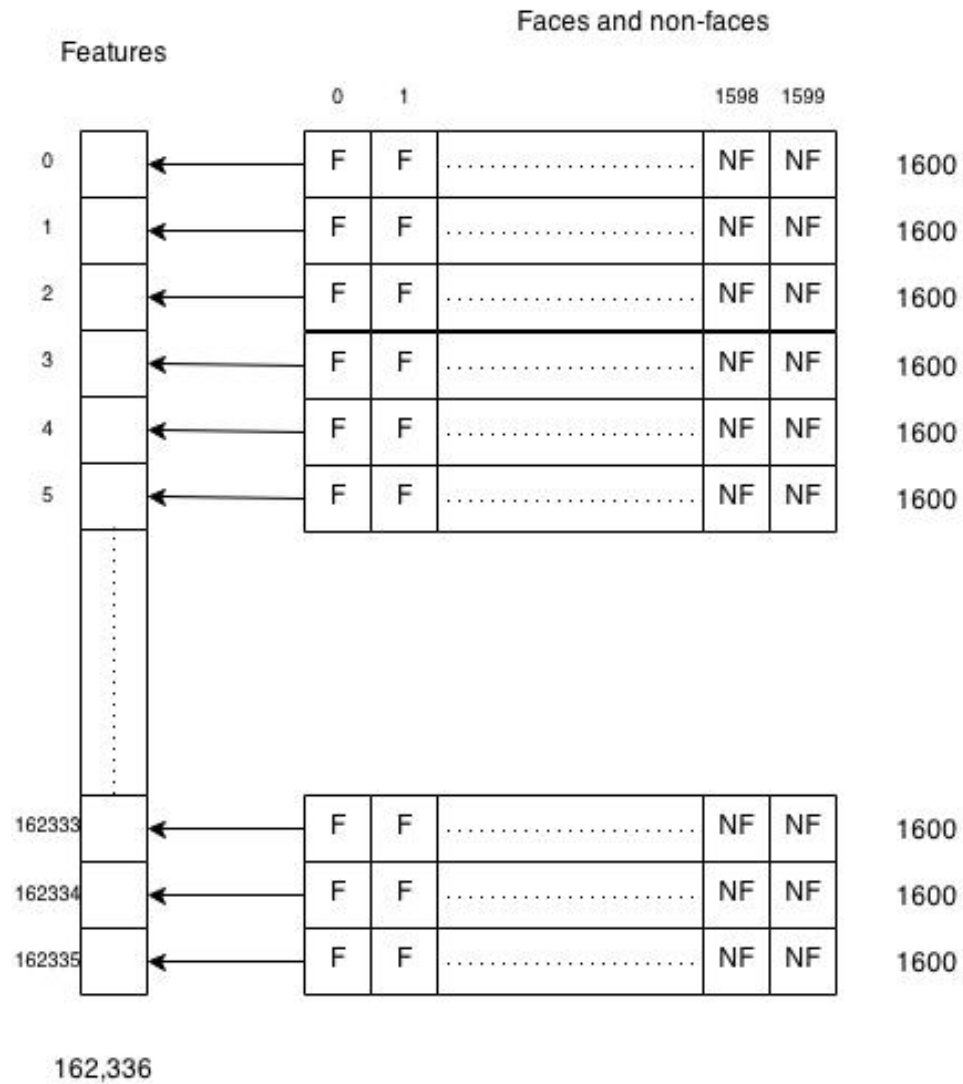 Faces and non-faces
Features
0 1 1598 1599
0 F F NF NF 1600
1 F F NF NF 1600
2 F F NF NF 1600
3 F F NF NF 1600
4 F F NF NF 1600
5 F F NF NF 1600
162333 F F NF NF 1600
162334 F F NF NF 1600
162335 F F NF NF 1600
162,336